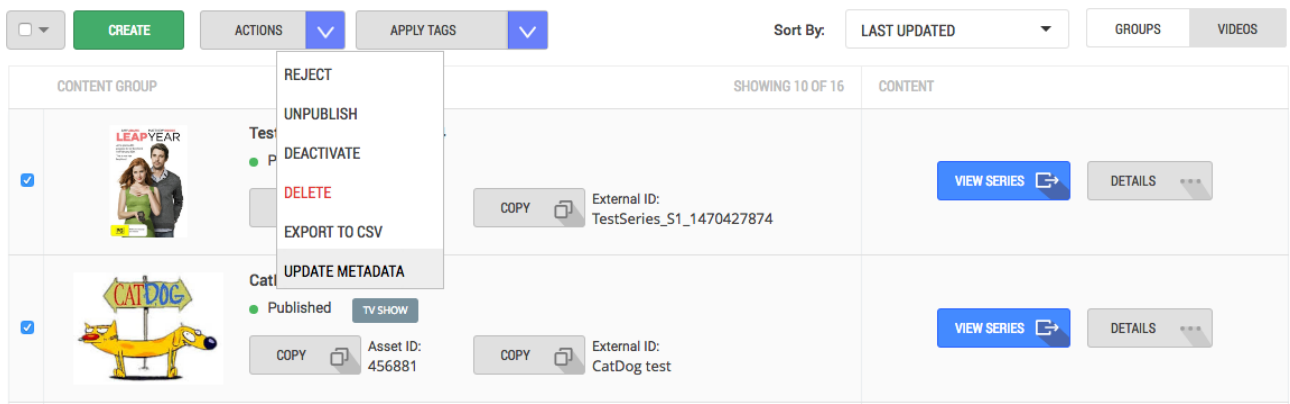 CREATE
ACTIONS
APPLY TAGS
Sort By:
LAST UPDATED
GROUPS
VIDEOS
REJECT
UNPUBLISH
DEACTIVATE
DELETE
EXPORT TO CSV
UPDATE METADATA
CONTENT GROUP
SHOWING 10 OF 16
CONTENT
LEAPYEAR
Test
P
COPY
External ID:
TestSeries_S1_1470427874
VIEW SERIES
DETAILS
CATDOG
Cat
Published
TV SHOW
COPY
Asset ID:
456881
COPY
External ID:
CatDog test
VIEW SERIES
DETAILS